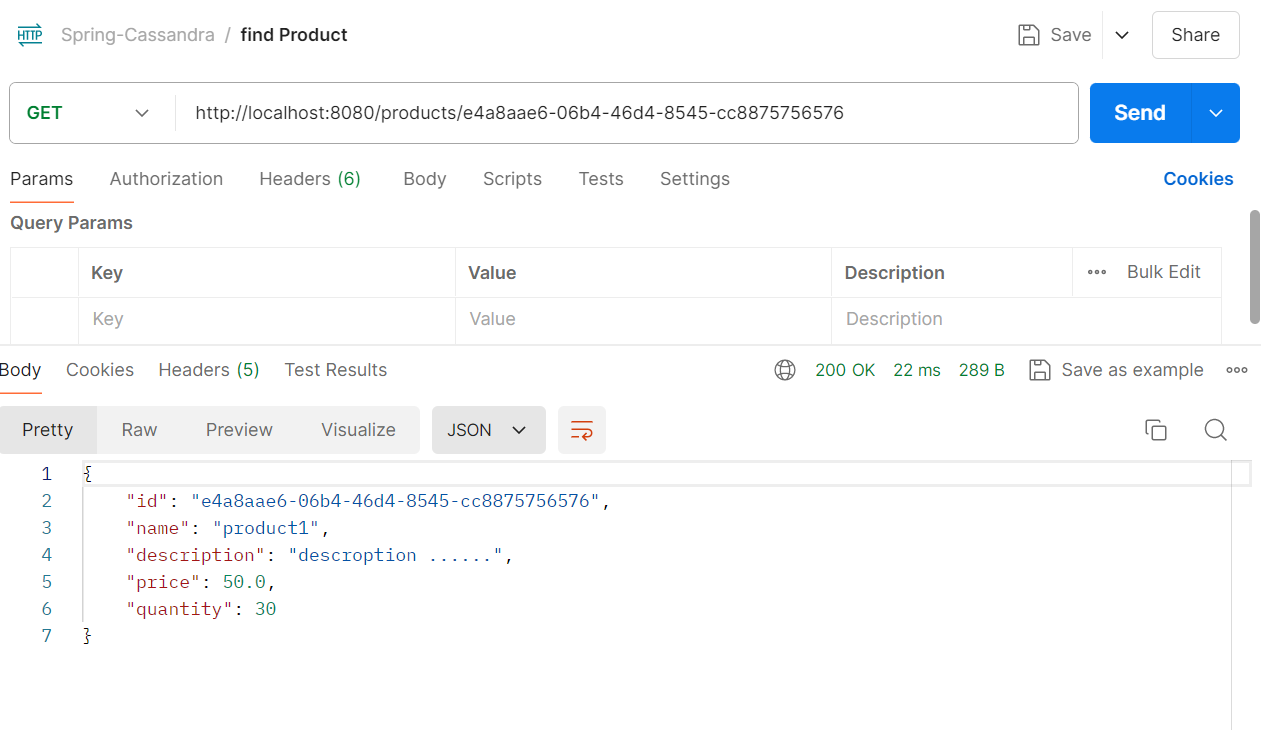 HTTP Spring-Cassandra / find Product Save Share
GET http://localhost:8080/products/e4a8aae6-06b4-46d4-8545-cc8875756576 Send
Params Authorization Headers (6) Body Scripts Tests Settings Cookies
Query Params
Key Value Description Bulk Edit
Key Value Description
Body Cookies Headers (5) Test Results 200 OK 22 ms 289 B Save as example
Pretty Raw Preview Visualize JSON
1 {
2 "id": "e4a8aae6-06b4-46d4-8545-cc8875756576",
3 "name": "product1",
4 "description": "descroption ......",
5 "price": 50.0,
6 "quantity": 30
7 }